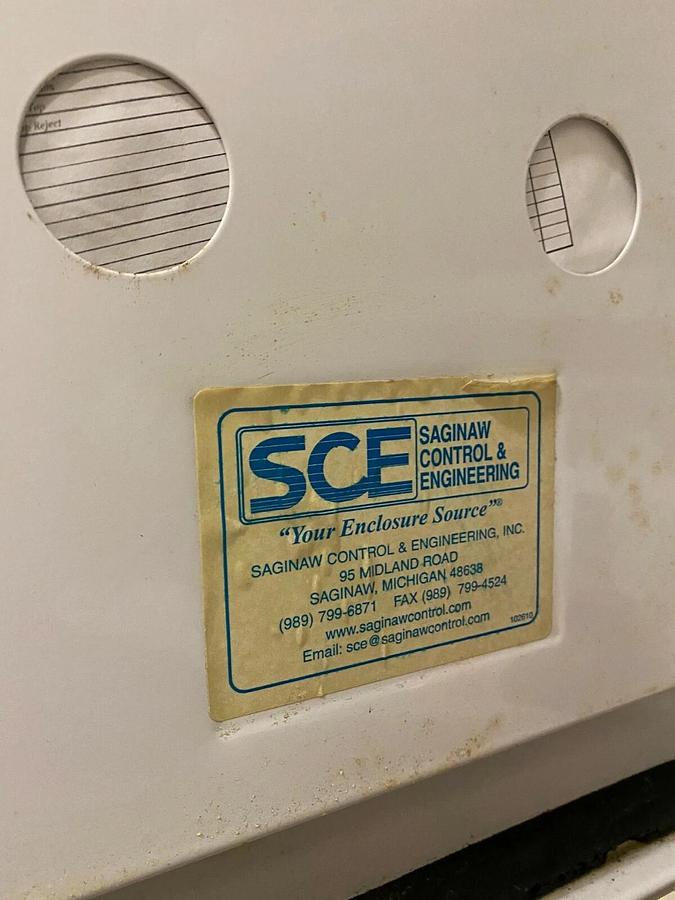 Reject
SCE
SAGINAW
CONTROL &
ENGINEERING
“Your Enclosure Source”®
SAGINAW CONTROL & ENGINEERING, INC.
95 MIDLAND ROAD
SAGINAW, MICHIGAN 48638
(989) 799-6871 FAX (989) 799-4524
www.saginawcontrol.com
Email: sce@saginawcontrol.com
102610